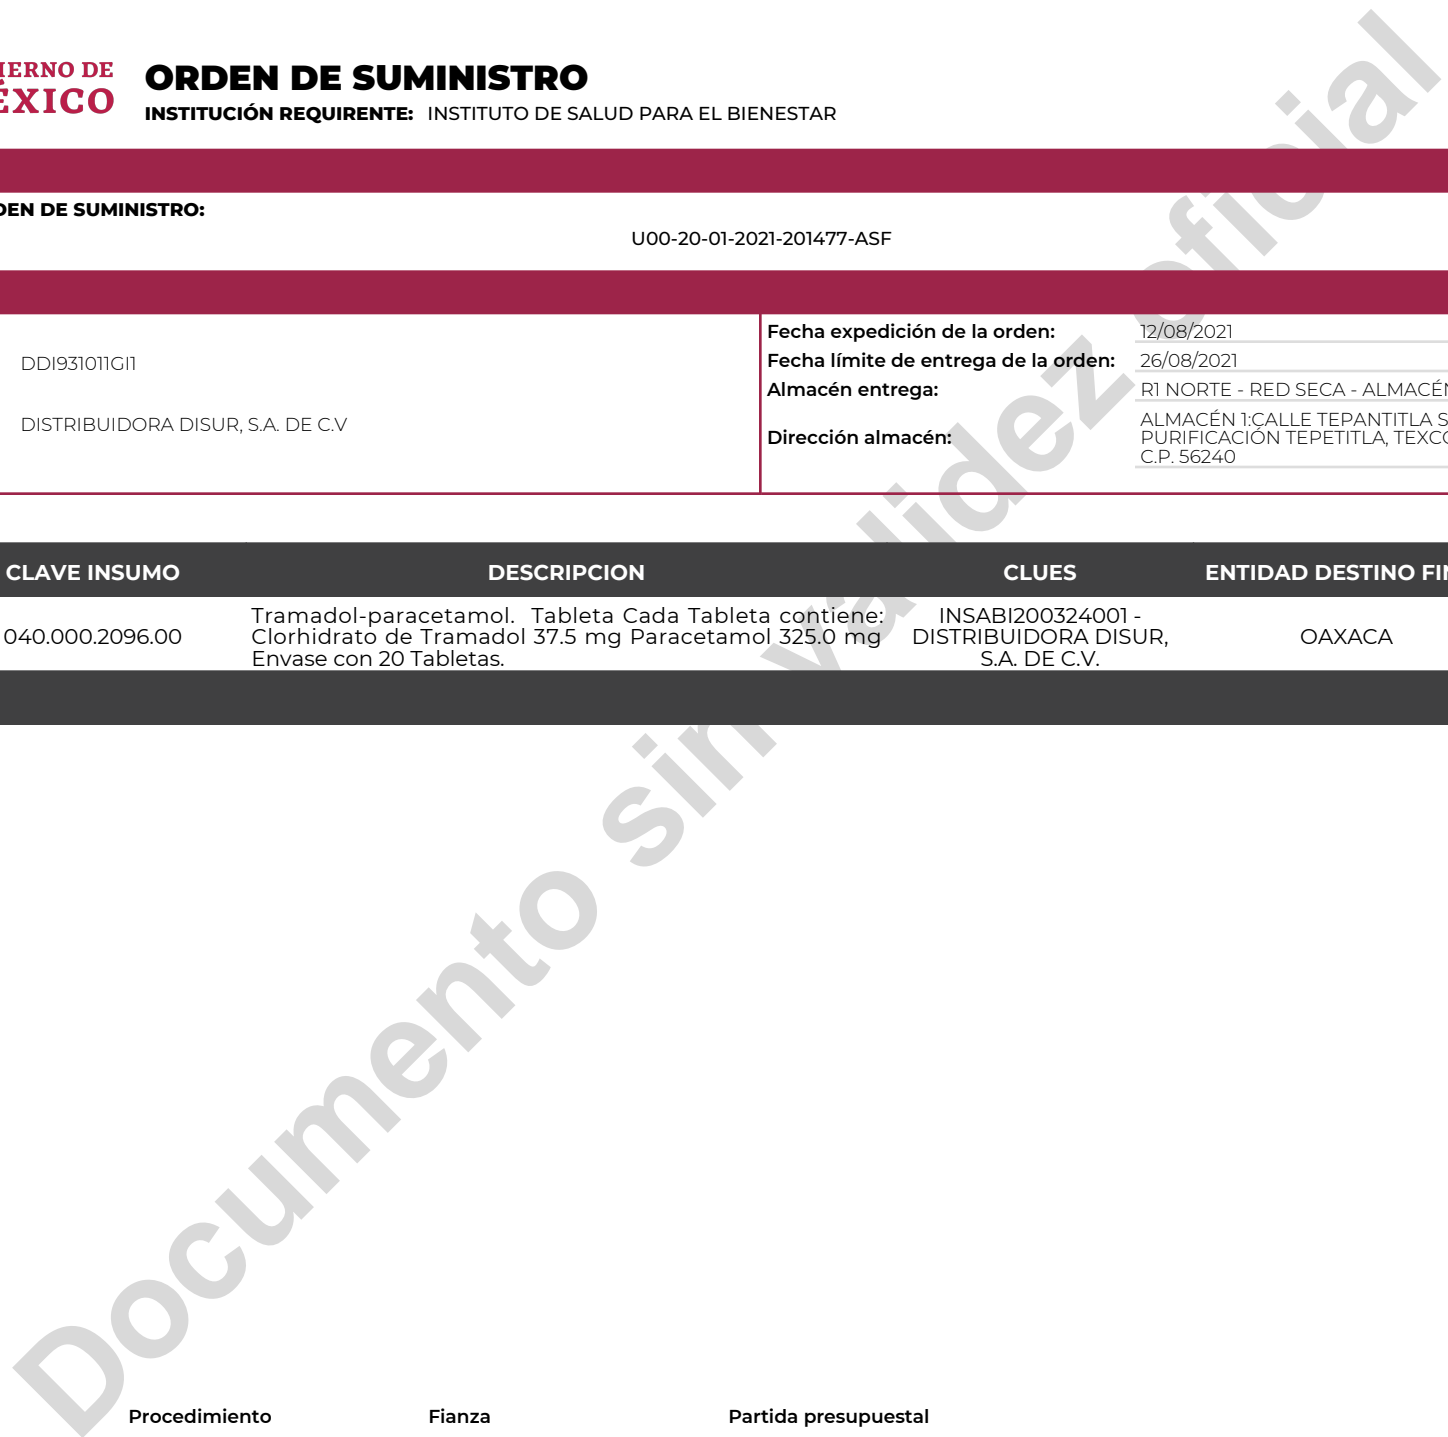 IERNO DE
ÉXICO
ORDEN DE SUMINISTRO
INSTITUCIÓN REQUIRENTE: INSTITUTO DE SALUD PARA EL BIENESTAR
DEN DE SUMINISTRO:
U00-20-01-2021-201477-ASF
DDI931011GI1
DISTRIBUIDORA DISUR, S.A. DE C.V
Fecha expedición de la orden: 12/08/2021
Fecha límite de entrega de la orden: 26/08/2021
Almacén entrega: R1 NORTE - RED SECA - ALMACÉN
Dirección almacén: ALMACÉN 1:CALLE TEPANTITLA S
PURIFICACIÓN TEPETITLA, TEXCO
C.P. 56240
CLAVE INSUMO DESCRIPCION CLUES ENTIDAD DESTINO FIN
040.000.2096.00
Tramadol-paracetamol. Tableta Cada Tableta contiene:
Clorhidrato de Tramadol 37.5 mg Paracetamol 325.0 mg
Envase con 20 Tabletas.
INSABI200324001 -
DISTRIBUIDORA DISUR,
S.A. DE C.V.
OAXACA
Documento sin validez oficial
Procedimiento Fianza Partida presupuestal